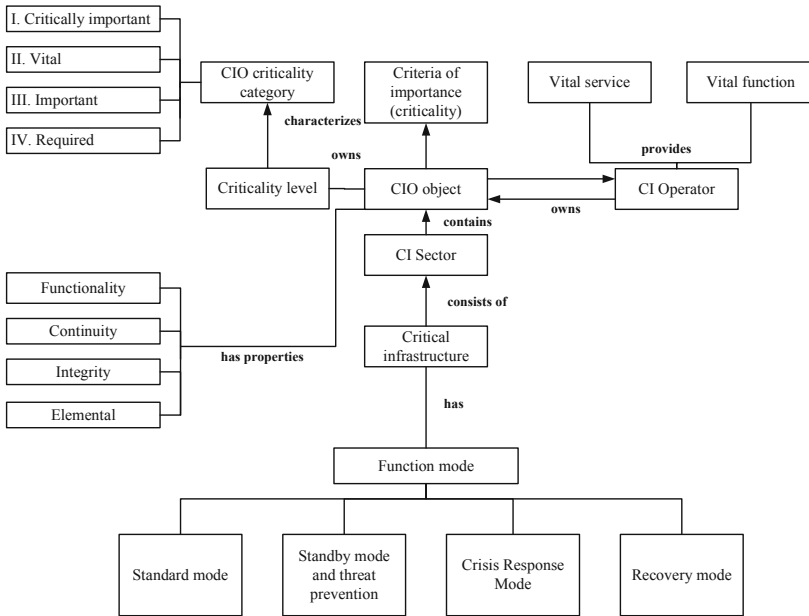 I. Critically important
II. Vital
III. Important
IV. Required
CIO criticality
category
Criteria of
importance
(criticality)
Vital service
Vital function
characterizes
provides
owns
Criticality level
CIO object
CI Operator
owns
contains
CI Sector
Functionality
Continuity
Integrity
Elemental
has properties
consists of
Critical
infrastructure
has
Function mode
Standard mode
Standby mode
and threat
prevention
Crisis Response
Mode
Recovery mode